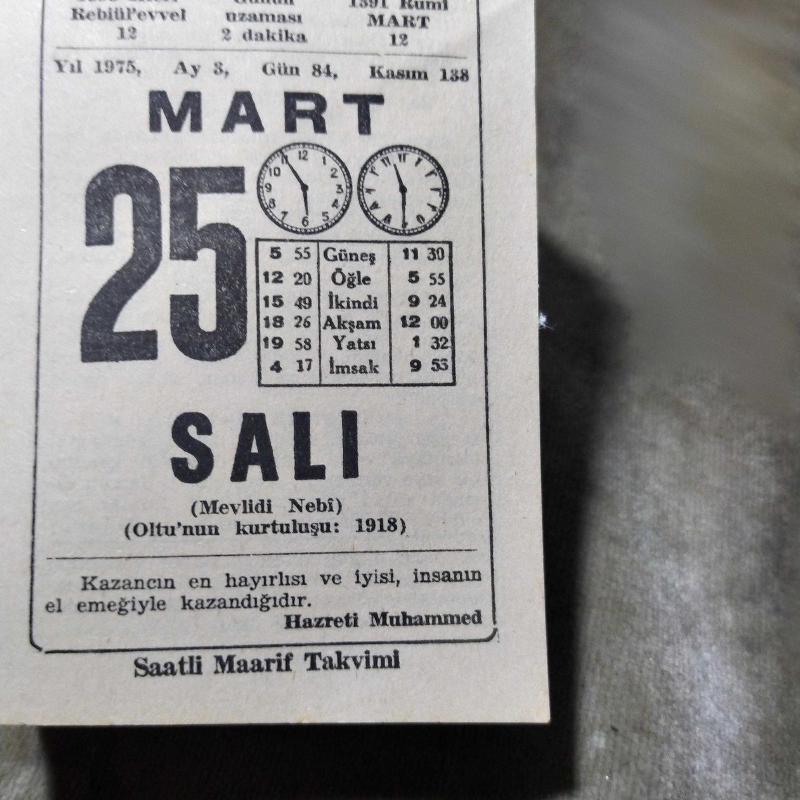 Rebiül'evvel uzaması MART
12 2 dakika 12
Yıl 1975, Ay 3, Gün 84, Kasım 138
MART
25
5 55 Güneş 11 30
12 20 Öğle 5 55
15 49 İkindi 9 24
18 26 Akşam 12 00
19 58 Yatsı 1 32
4 17 İmsak 9 53
SALI
(Mevlidi Nebî)
(Oltu'nun kurtuluşu: 1918)
Kazancın en hayırlısı ve iyisi, insanın
el emeğiyle kazandığıdır.
Hazreti Muhammed
Saatli Maarif Takvimi